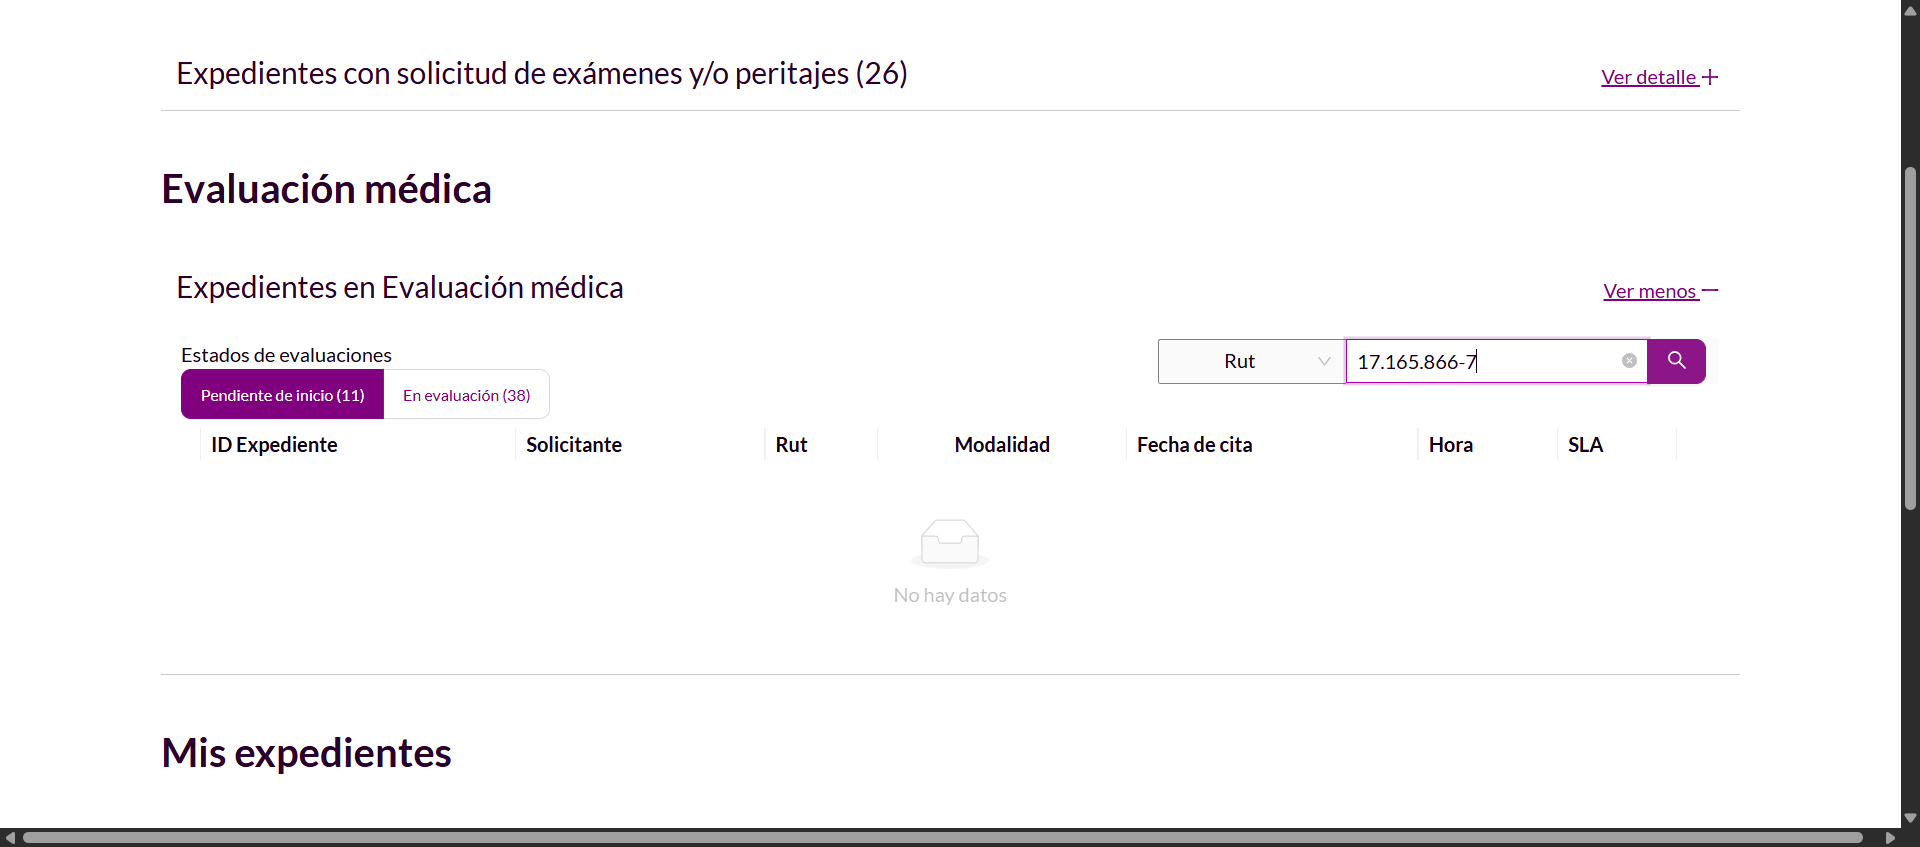 Expedientes con solicitud de exámenes y/o peritajes (26)
Ver detalle
Evaluación médica
Expedientes en Evaluación médica
Ver menos
Estados de evaluaciones
Rut
17.165.866-7
Pendiente de inicio (11)
En evaluación (38)
ID Expediente
Solicitante
Rut
Modalidad
Fecha de cita
Hora
SLA
No hay datos
Mis expedientes